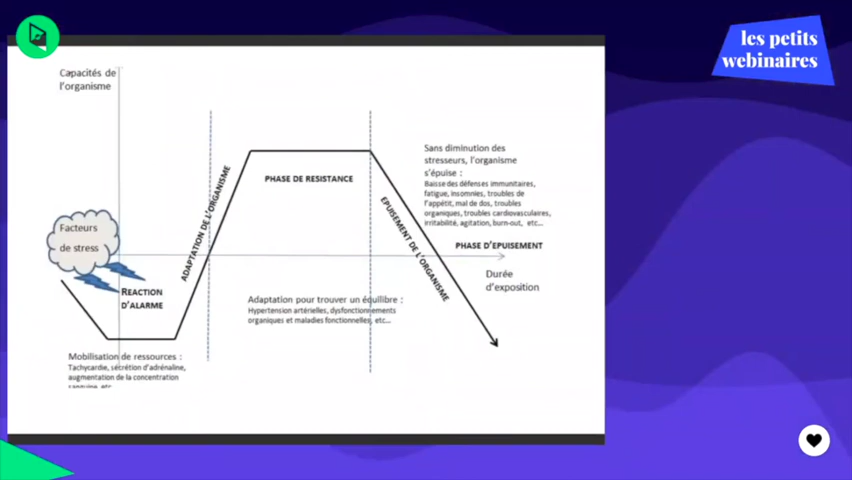 les petits
webinaires
Capacités de
l'organisme
Sans diminution des
stresseurs, l'organisme
s'épuise :
Baisse des défenses immunitaires,
fatigue, insomnies, troubles de
l'appétit, mal de dos, troubles
organiques, troubles cardiovasculaires,
irritabilité, agitation, burn-out, etc...
PHASE DE RESISTANCE
ADAPTATION DE L'ORGANISME
EPUISEMENT DE L'ORGANISME
Facteurs
de stress
PHASE D'EPUISEMENT
Durée
d'exposition
REACTION
D'ALARME
Adaptation pour trouver un équilibre :
Hypertension artérielles, dysfonctionnements
organiques et maladies fonctionnelles, etc...
Mobilisation de ressources :
Tachycardie, sécrétion d'adrénaline,
augmentation de la concentration